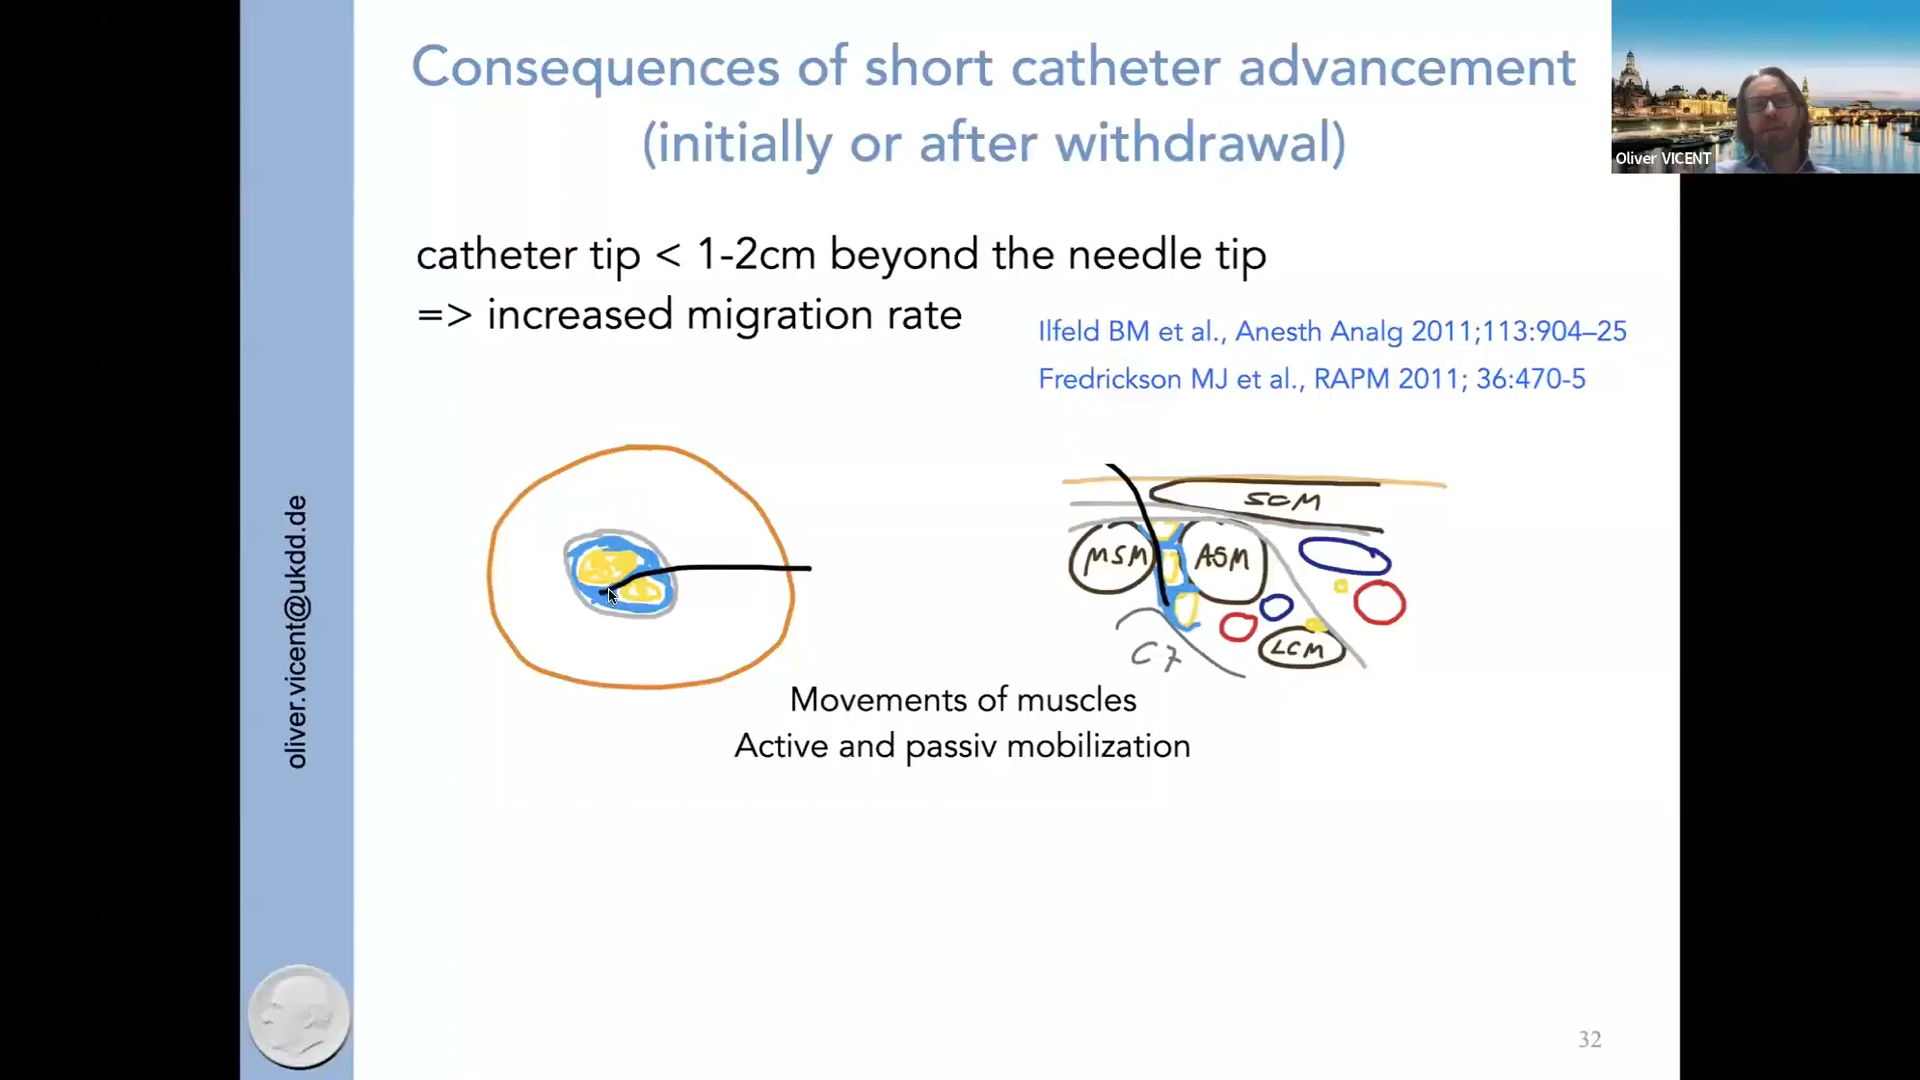 Consequences of short catheter advancement
(initially or after withdrawal)
Oliver VICENT
catheter tip < 1-2cm beyond the needle tip
=> increased migration rate
Ilfeld BM et al., Anesth Analg 2011;113:904–25
Fredrickson MJ et al., RAPM 2011; 36:470-5
SCM
MSM
ASM
LCM
C7
Movements of muscles
Active and passiv mobilization
oliver.vicent@ukdd.de
32